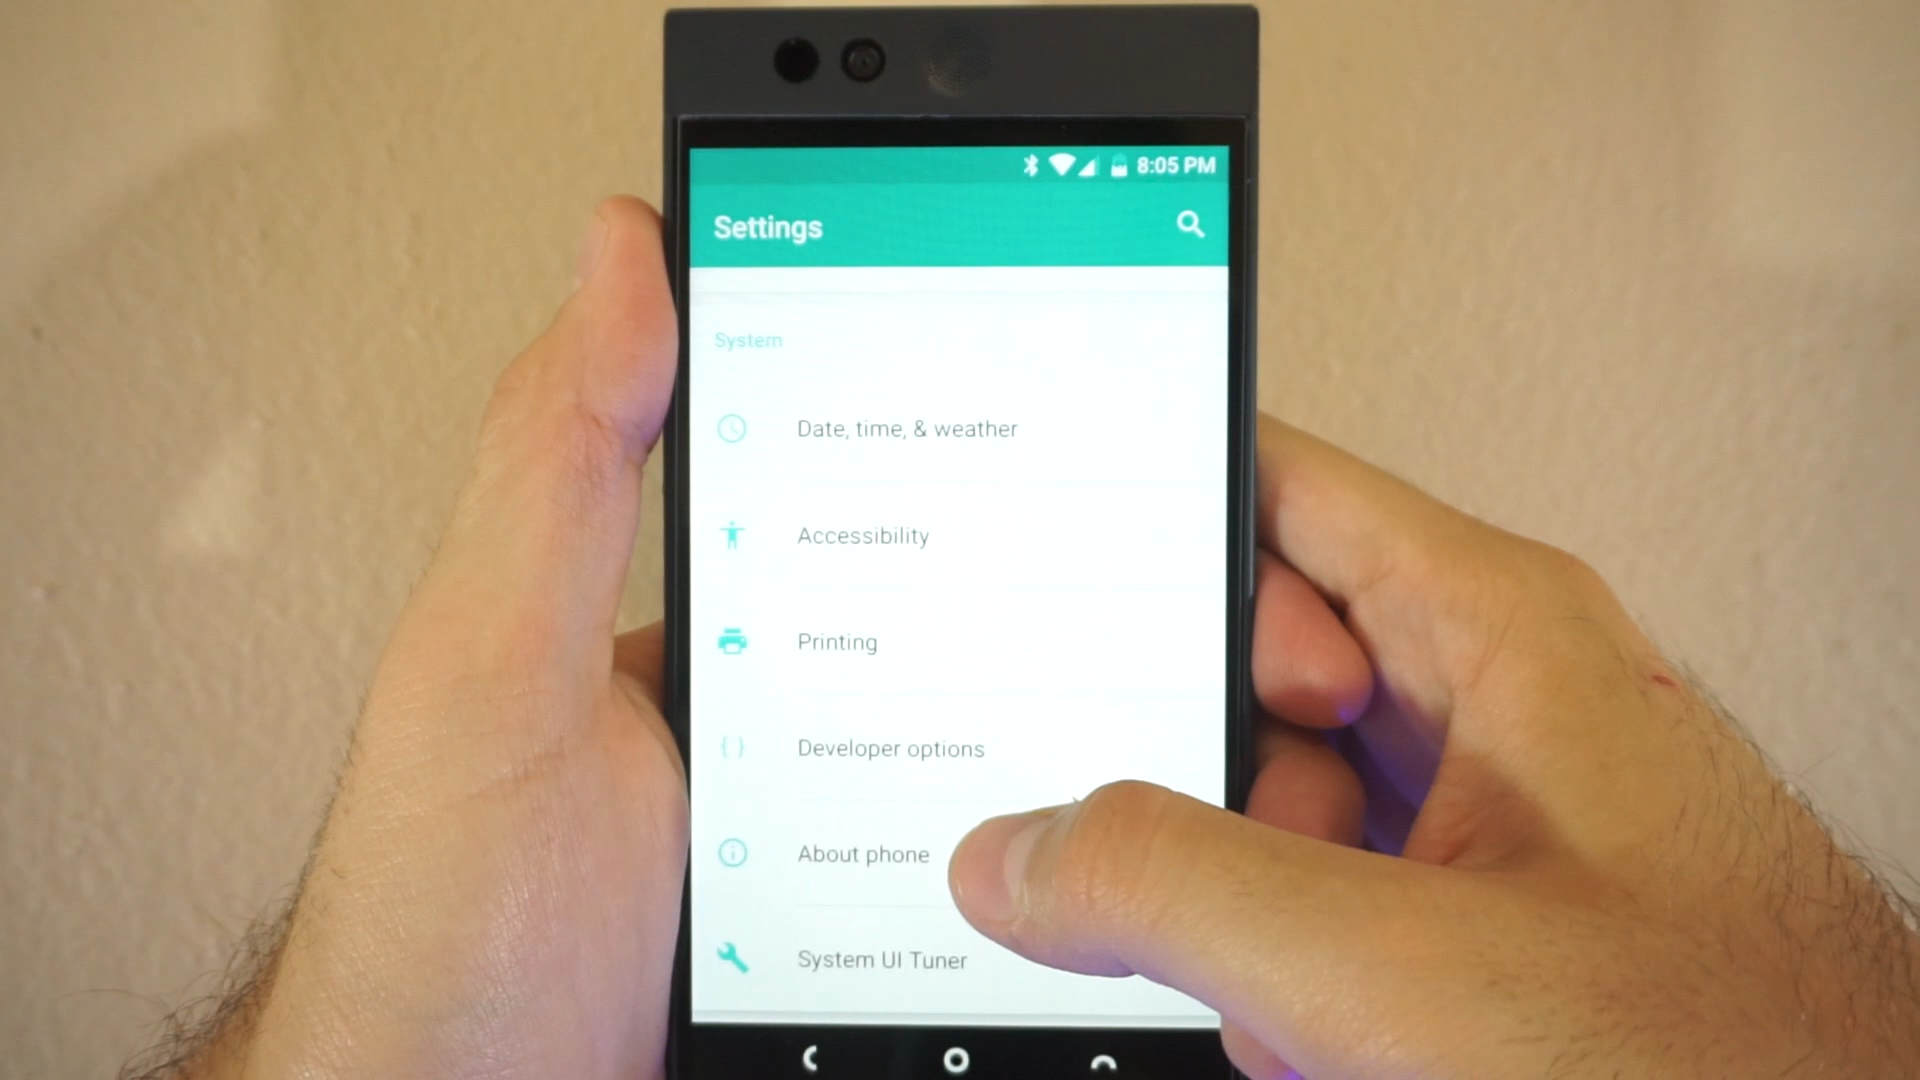 8:05 PM
Settings
System
Date, time, & weather
Accessibility
Printing
{ } Developer options
About phone
System UI Tuner